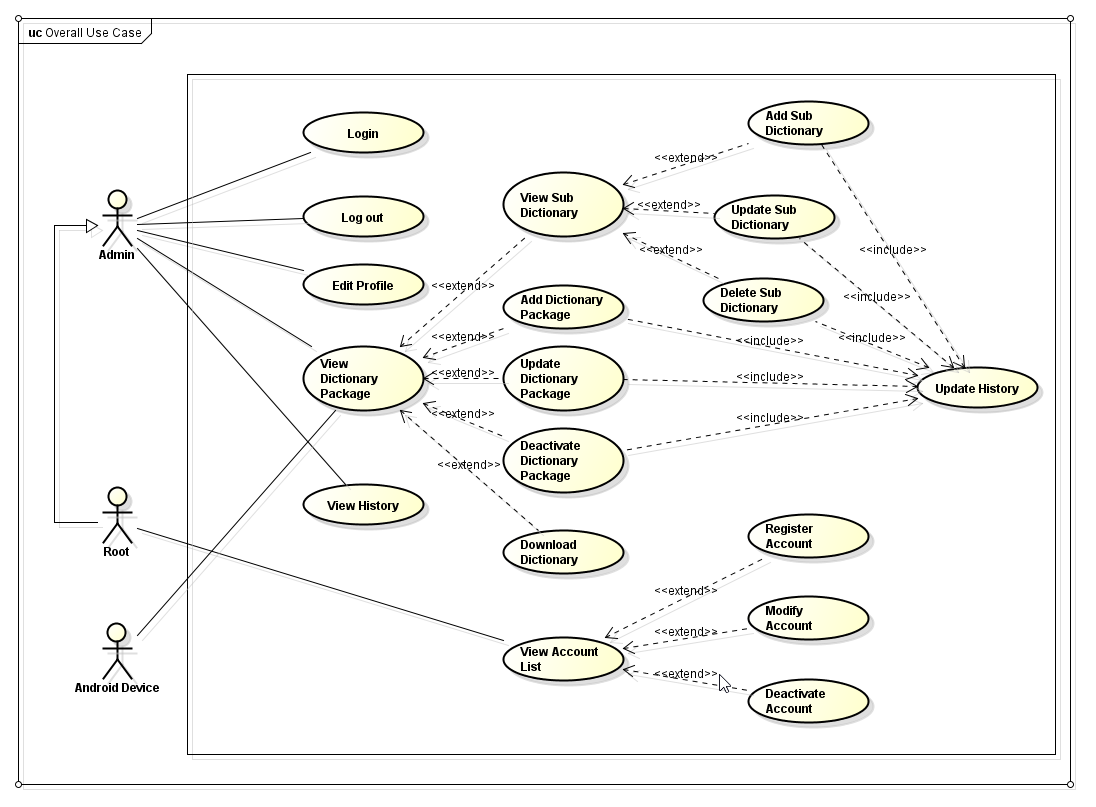 uc Overall Use Case
Login
Log out
Edit Profile
View
Dictionary
Package
View History
Admin
Root
Android Device
View Sub
Dictionary
Add Dictionary
Package
Update
Dictionary
Package
Deactivate
Dictionary
Package
Download
Dictionary
View Account
List
Add Sub
Dictionary
Update Sub
Dictionary
Delete Sub
Dictionary
Update History
Register
Account
Modify
Account
Deactivate
Account
<<extend>>
<<extend>>
<<extend>>
<<extend>>
<<extend>>
<<extend>>
<<extend>>
<<extend>>
<<extend>>
<<extend>>
<<extend>>
<<include>>
<<include>>
<<include>>
<<include>>
<<include>>
<<include>>